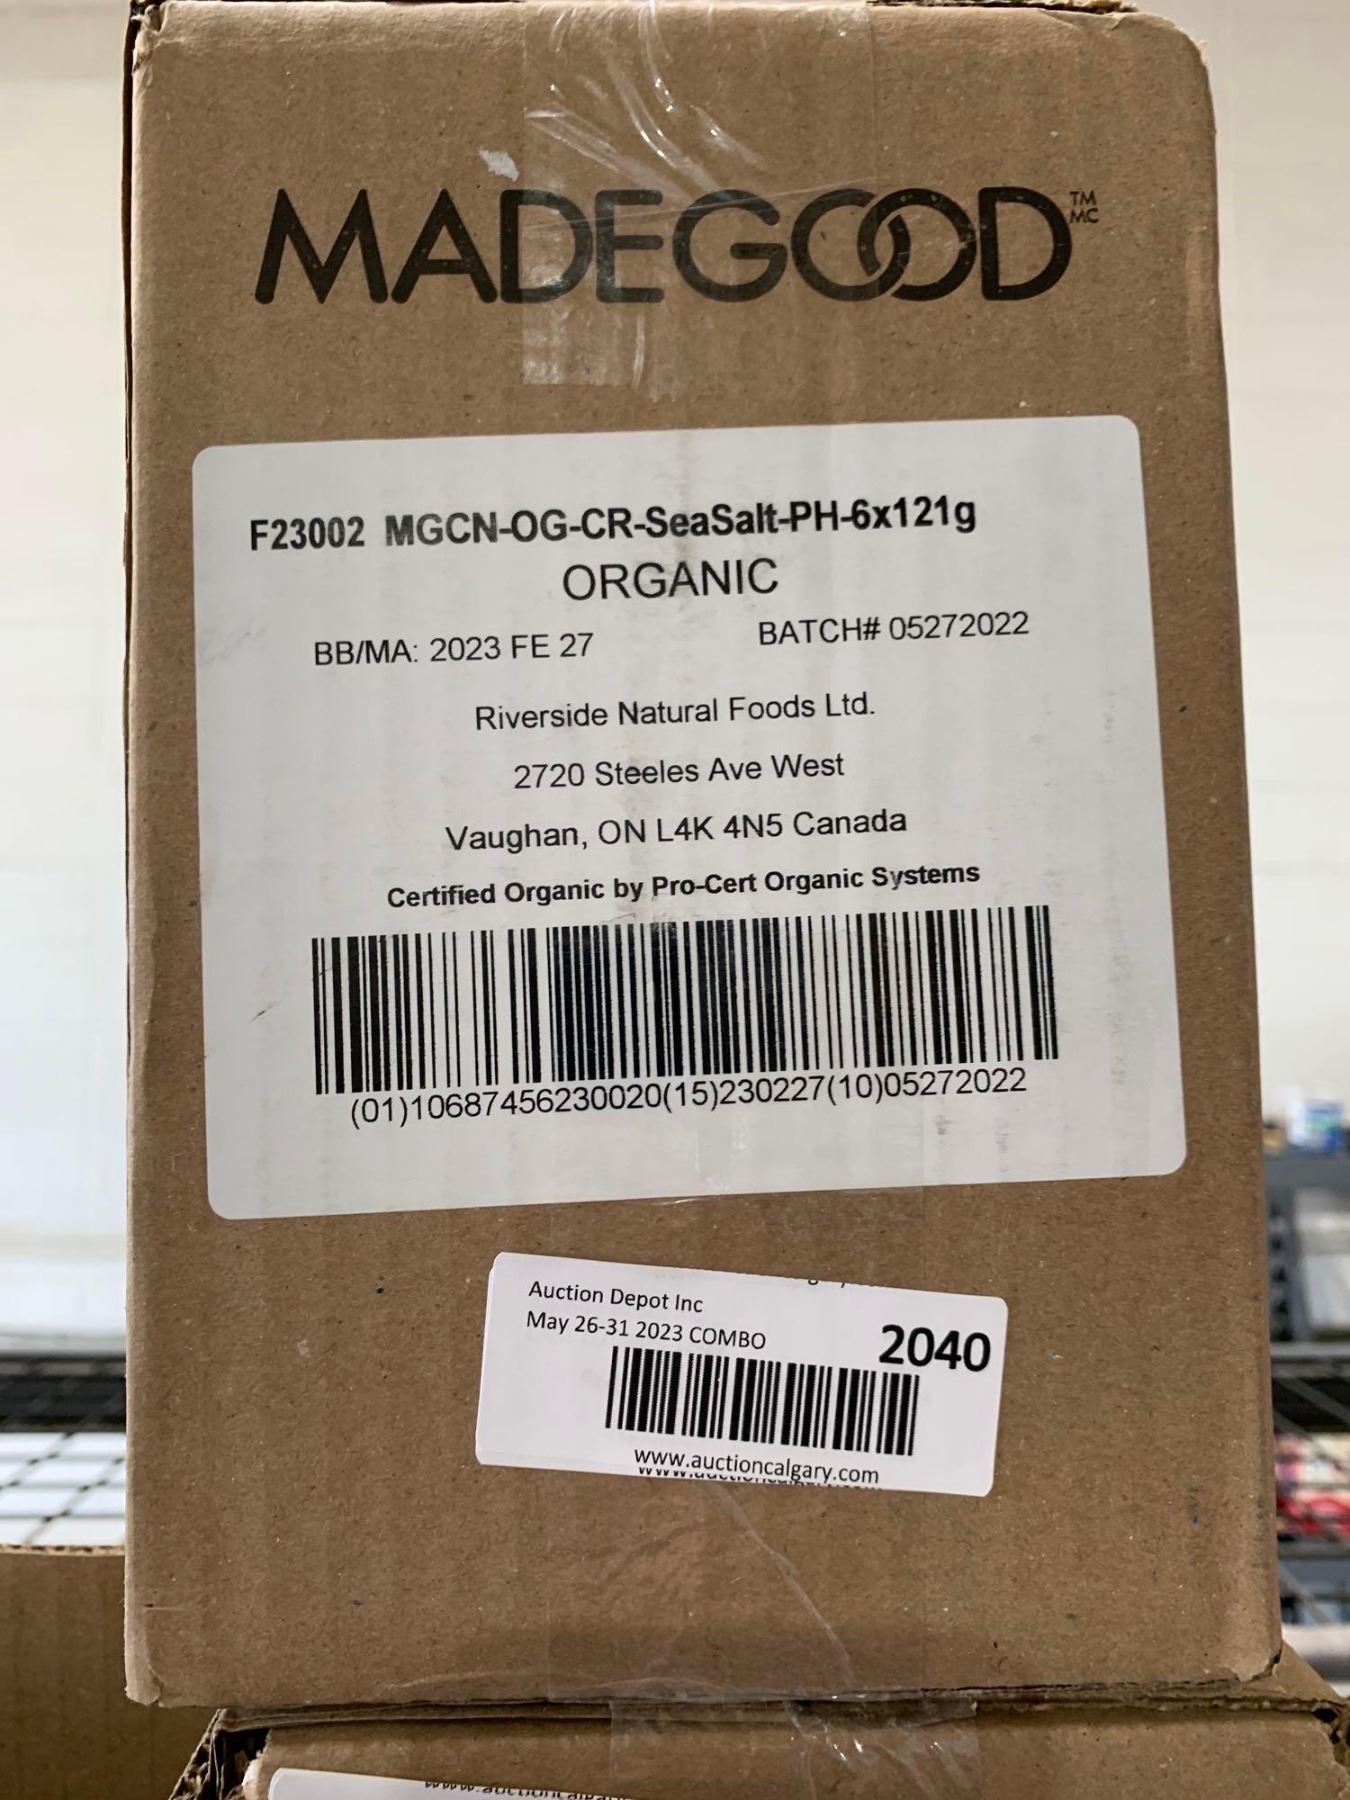 MADEGOOD TM MC
F23002 MGCN-OG-CR-SeaSalt-PH-6x121g
ORGANIC
BB/MA: 2023 FE 27 BATCH# 05272022
Riverside Natural Foods Ltd.
2720 Steeles Ave West
Vaughan, ON L4K 4N5 Canada
Certified Organic by Pro-Cert Organic Systems
(01)10687456230020(15)230227(10)05272022
Auction Depot Inc
May 26-31 2023 COMBO 2040
www.auctioncalgary.com